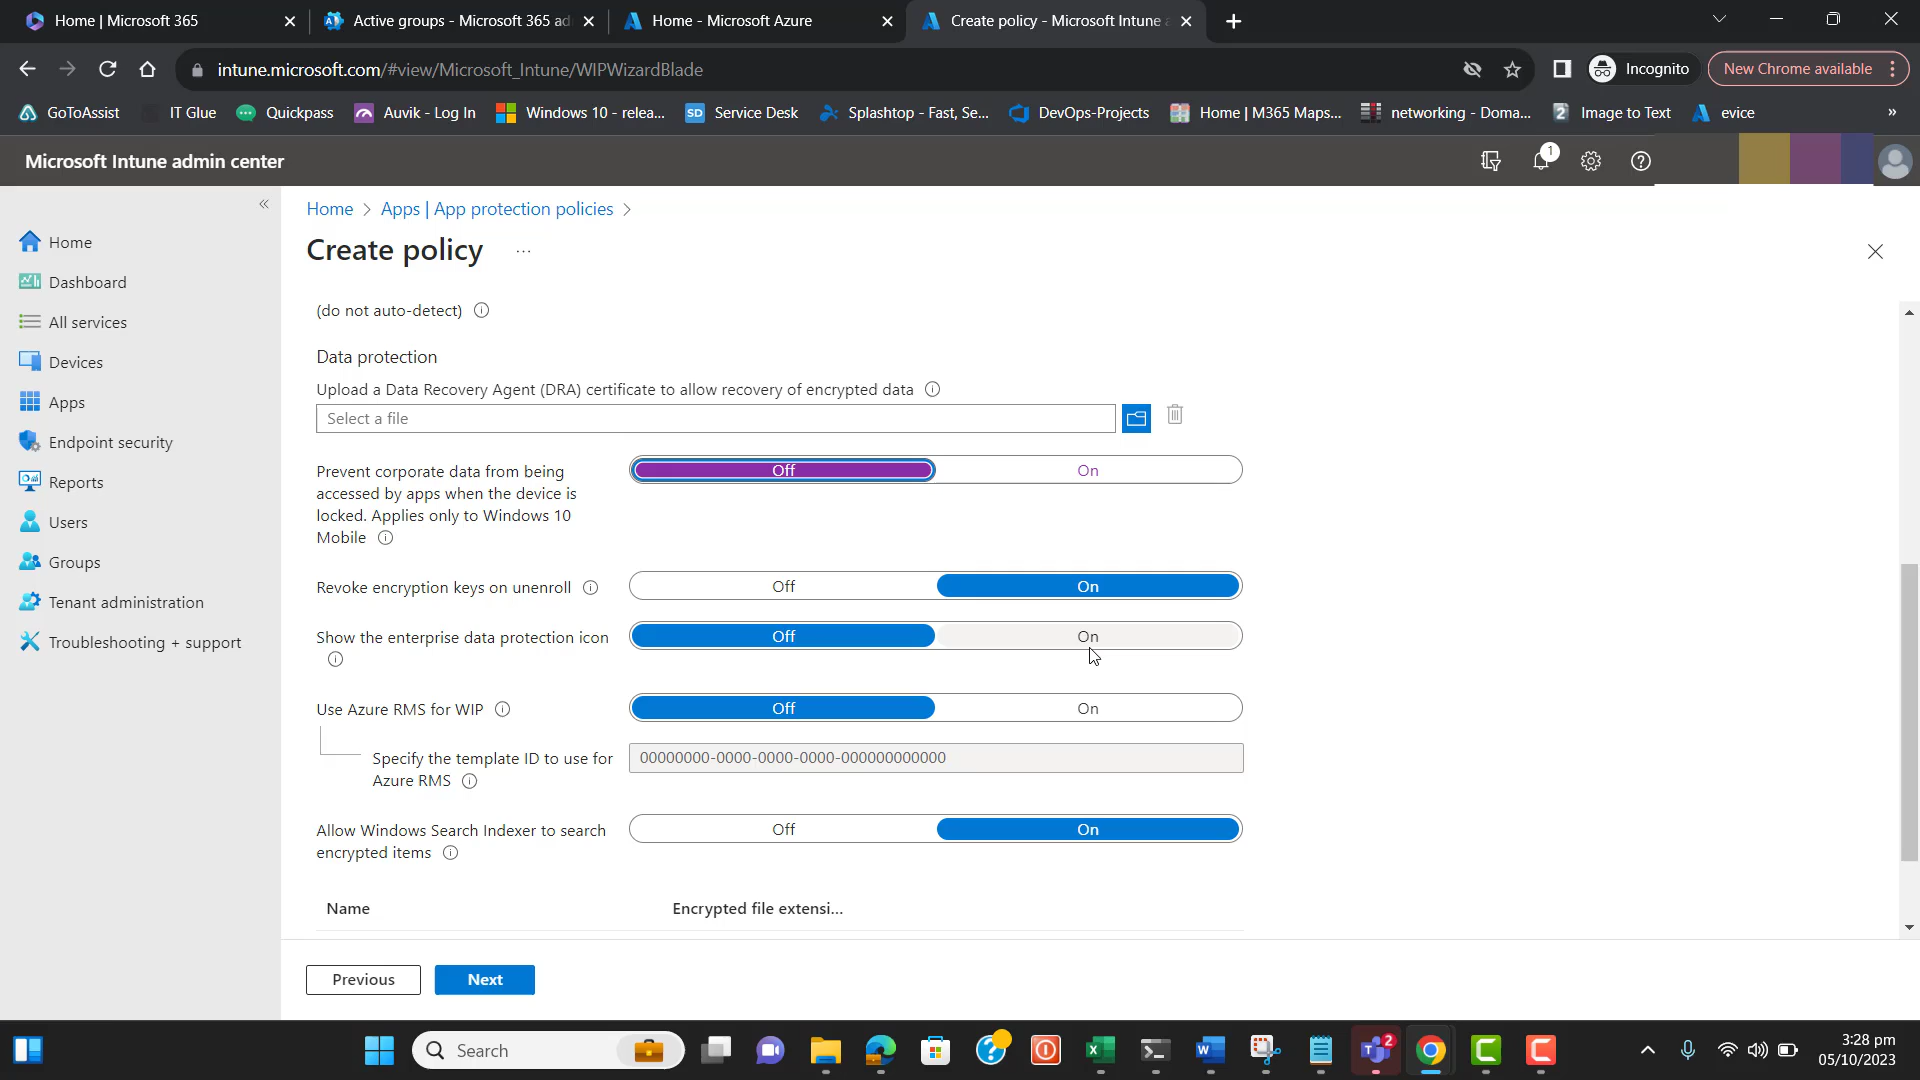 Home | Microsoft 365
Active groups - Microsoft 365 ad
Home - Microsoft Azure
Create policy - Microsoft Intune a
intune.microsoft.com/#view/Microsoft_Intune/WIPWizardBlade
Incognito
New Chrome available
GoToAssist
IT Glue
Quickpass
Auvik - Log In
Windows 10 - relea...
SD
Service Desk
Splashtop - Fast, Se...
DevOps-Projects
Home | M365 Maps...
networking - Doma...
2
Image to Text
evice
»
Microsoft Intune admin center
1
Home > Apps | App protection policies >
Create policy ...
Home
Dashboard
All services
Devices
Apps
Endpoint security
Reports
Users
Groups
Tenant administration
Troubleshooting + support
(do not auto-detect)
Data protection
Upload a Data Recovery Agent (DRA) certificate to allow recovery of encrypted data
Select a file
Prevent corporate data from being
accessed by apps when the device is
locked. Applies only to Windows 10
Mobile
Off On
Revoke encryption keys on unenroll
Off On
Show the enterprise data protection icon
Off On
Use Azure RMS for WIP
Off On
Specify the template ID to use for
Azure RMS
00000000-0000-0000-0000-000000000000
Allow Windows Search Indexer to search
encrypted items
Off On
Name Encrypted file extensi...
Previous Next
Search
2
3:28 pm
05/10/2023